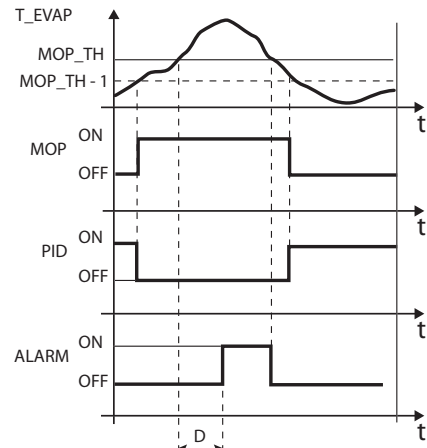 T_EVAP
MOP_TH
MOP_TH - 1
t
ON
MOP
OFF
t
ON
PID
OFF
t
ON
ALARM
OFF
D
t